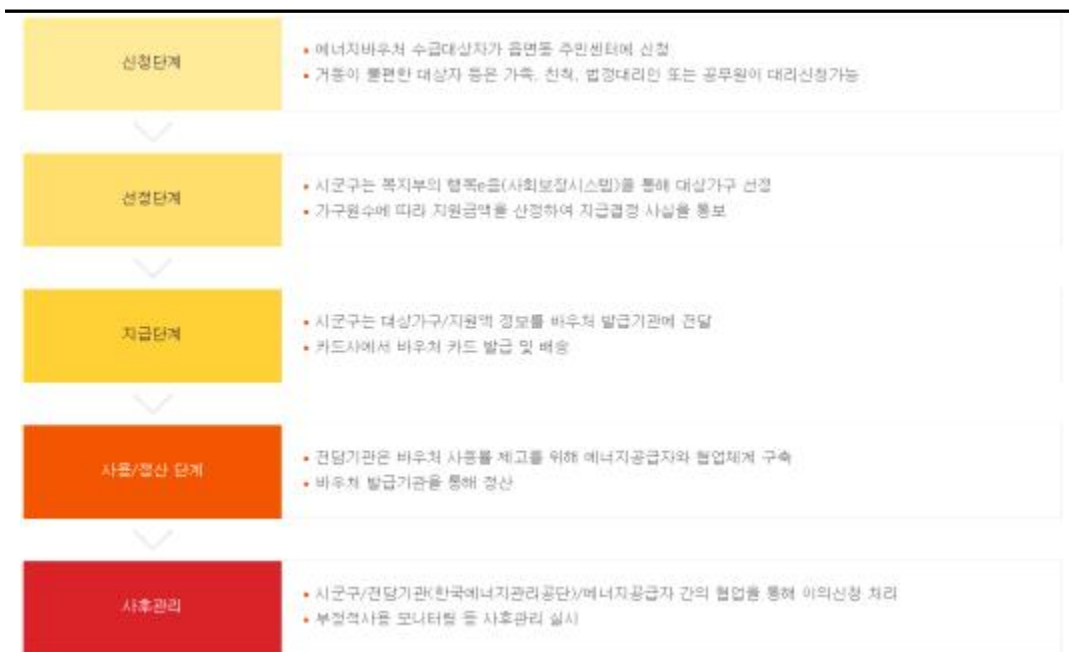 신청단계
• 에너지바우처 수급대상자가 읍면동 주민센터에 신청
• 거동이 불편한 대상자 등은 가족, 친척, 법정대리인 또는 공무원이 대리신청가능
선정단계
• 시군구는 복지부의 행복e음(사회보장시스템)을 통해 대상가구 선정
• 가구원수에 따라 지원금액을 산정하여 지급결정 사실을 통보
지급단계
• 시군구는 대상가구/지원액 정보를 바우처 발급기관에 전달
• 카드사에서 바우처 카드 발급 및 배송
사용/정산 단계
• 전담기관은 바우처 사용률 제고를 위해 에너지공급자와 협업체계 구축
• 바우처 발급기관을 통해 정산
사후관리
• 시군구/전담기관(한국에너지관리공단)/에너지공급자 간의 협업을 통해 이의신청 처리
• 부정적사용 모니터링 등 사후관리 실시